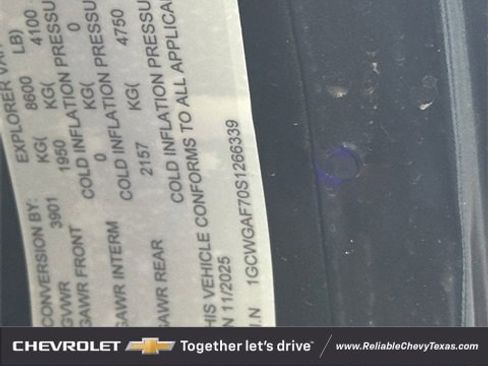 CONVERSION BY: EXPLORER VAN
GVWR 3901 KG( 8600 LB)
GAWR FRONT 1950 KG( 4100
COLD INFLATION PRESSU
GAWR INTERM 0 KG( 0
COLD INFLATION PRESSU
GAWR REAR 2157 KG( 4750
COLD INFLATION PRESSU
THIS VEHICLE CONFORMS TO ALL APPLICA
IN 11/2025
V.I.N 1GCWGAF70S1266339
CHEVROLET Together let's drive™ / www.ReliableChevyTexas.com